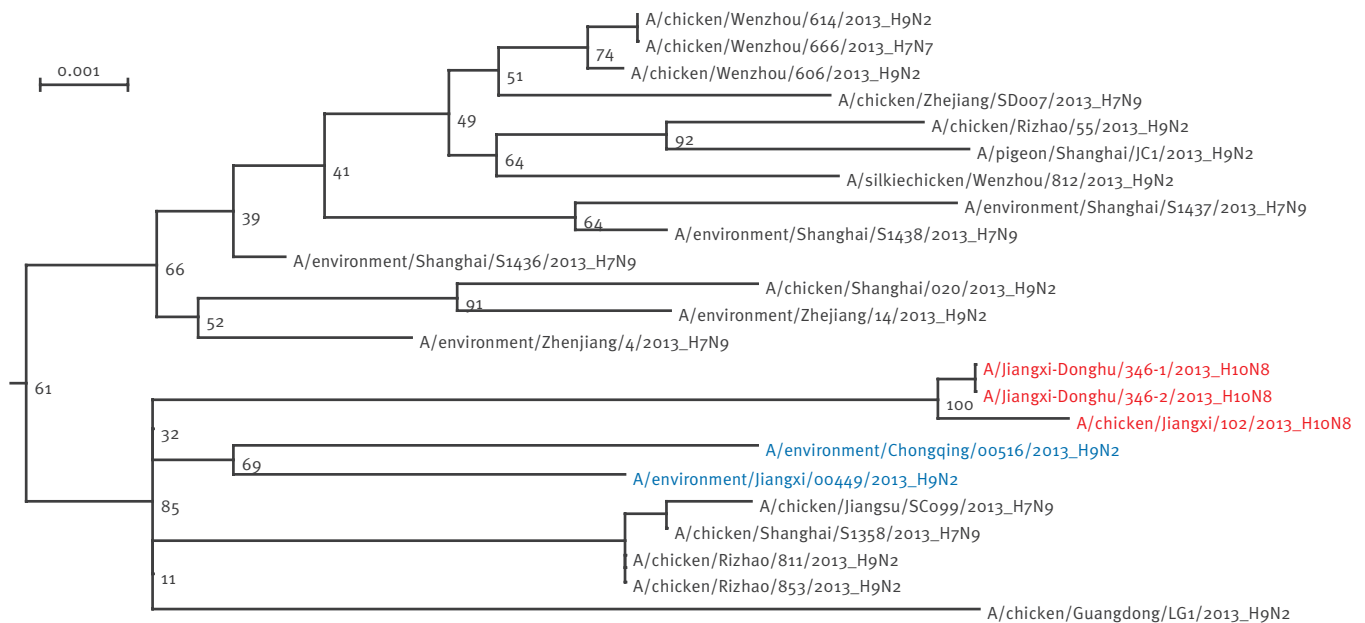 A/chicken/Wenzhou/614/2013_H9N2
A/chicken/Wenzhou/666/2013_H7N7
74
0.001
A/chicken/Wenzhou/606/2013_H9N2
51
A/chicken/Zhejiang/SD007/2013_H7N9
49
A/chicken/Rizhao/55/2013_H9N2
92
A/pigeon/Shanghai/JC1/2013_H9N2
64
41
A/silkiechicken/Wenzhou/812/2013_H9N2
A/environment/Shanghai/S1437/2013_H7N9
39
64
A/environment/Shanghai/S1438/2013_H7N9
A/environment/Shanghai/S1436/2013_H7N9
66
A/chicken/Shanghai/020/2013_H9N2
91
A/environment/Zhejiang/14/2013_H9N2
52
A/environment/Zhenjiang/4/2013_H7N9
A/Jiangxi-Donghu/346-1/2013_H10N8
61
A/Jiangxi-Donghu/346-2/2013_H10N8
100
A/chicken/Jiangxi/102/2013_H10N8
32
A/environment/Chongqing/00516/2013_H9N2
69
A/environment/Jiangxi/00449/2013_H9N2
85
A/chicken/Jiangsu/SC099/2013_H7N9
A/chicken/Shanghai/S1358/2013_H7N9
A/chicken/Rizhao/811/2013_H9N2
11
A/chicken/Rizhao/853/2013_H9N2
A/chicken/Guangdong/LG1/2013_H9N2